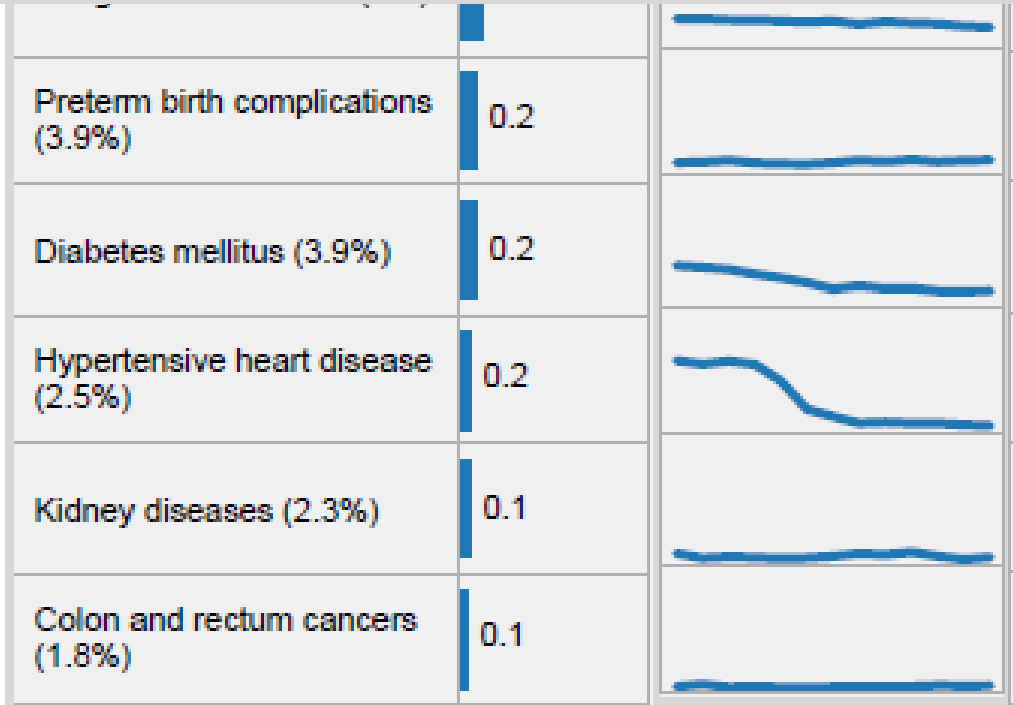 Preterm birth complications
(3.9%)
0.2
Diabetes mellitus (3.9%)
0.2
Hypertensive heart disease
(2.5%)
0.2
Kidney diseases (2.3%)
0.1
Colon and rectum cancers
(1.8%)
0.1